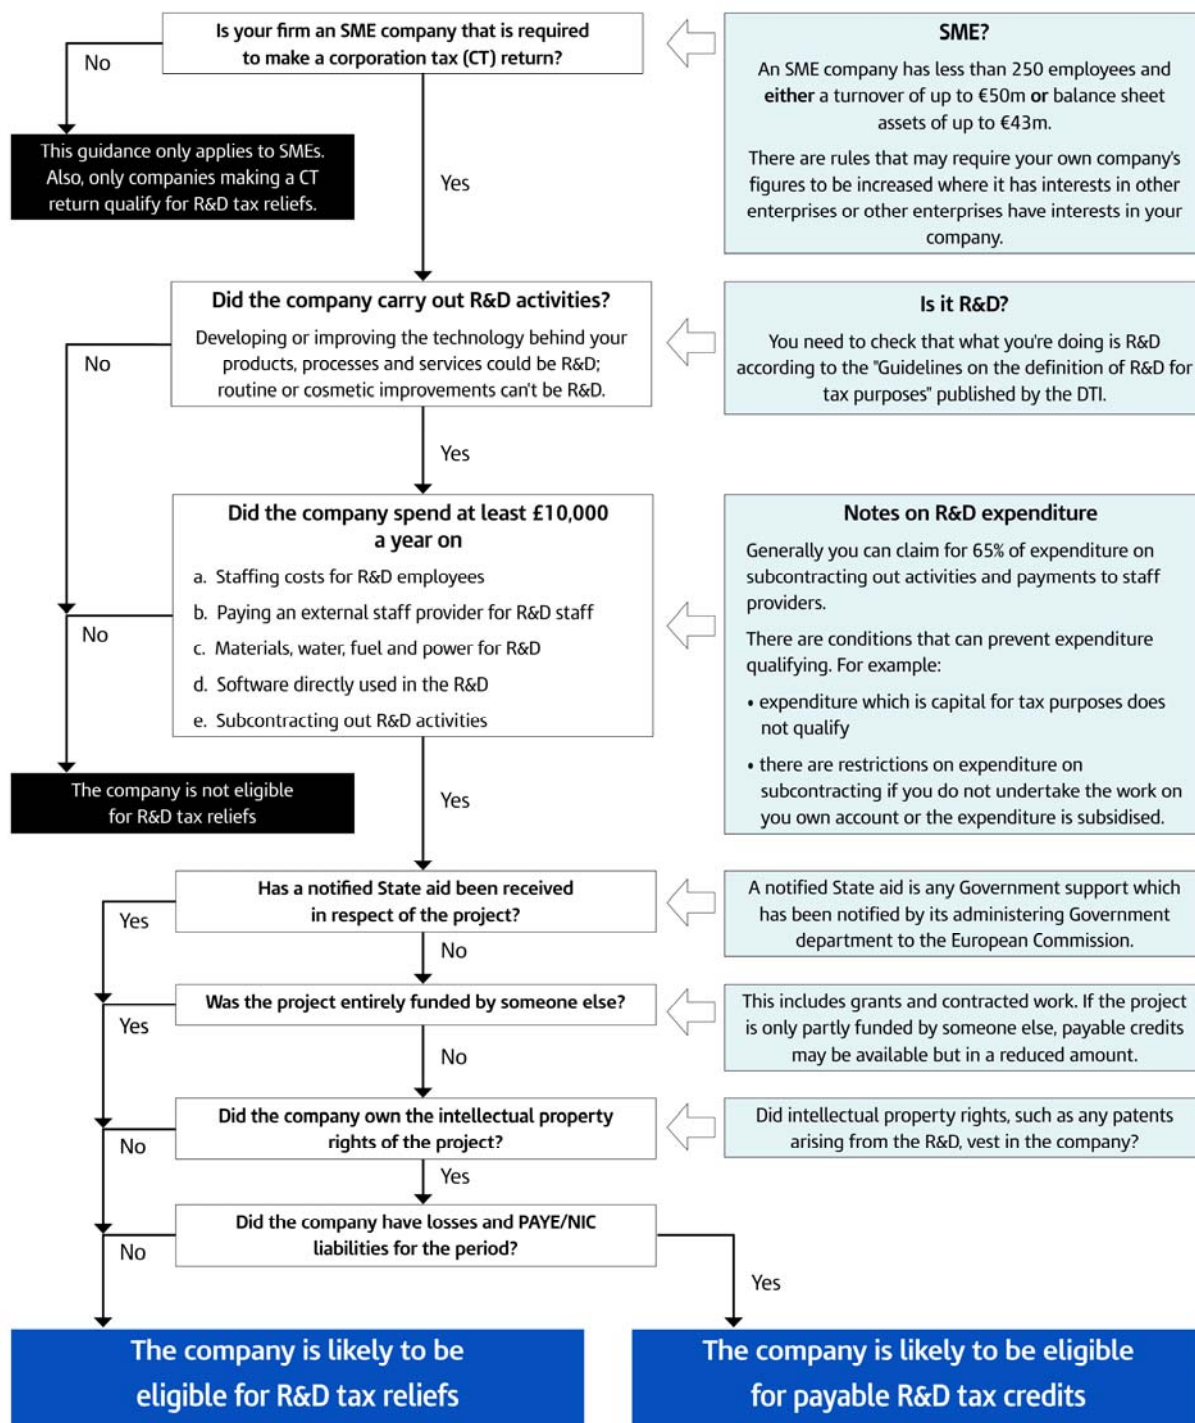 Is your firm an SME company that is required
to make a corporation tax (CT) return?
SME?
An SME company has less than 250 employees and
either a turnover of up to €50m or balance sheet
assets of up to €43m.
There are rules that may require your own company's
figures to be increased where it has interests in other
enterprises or other enterprises have interests in your
company.
No
This guidance only applies to SMEs.
Also, only companies making a CT
return qualify for R&D tax reliefs.
Yes
Did the company carry out R&D activities?
Developing or improving the technology behind your
products, processes and services could be R&D;
routine or cosmetic improvements can't be R&D.
Is it R&D?
You need to check that what you're doing is R&D
according to the "Guidelines on the definition of R&D for
tax purposes" published by the DTI.
No
Yes
Did the company spend at least £10,000
a year on
a. Staffing costs for R&D employees
b. Paying an external staff provider for R&D staff
c. Materials, water, fuel and power for R&D
d. Software directly used in the R&D
e. Subcontracting out R&D activities
Notes on R&D expenditure
Generally you can claim for 65% of expenditure on
subcontracting out activities and payments to staff
providers.
There are conditions that can prevent expenditure
qualifying. For example:
• expenditure which is capital for tax purposes does
not qualify
• there are restrictions on expenditure on
subcontracting if you do not undertake the work on
you own account or the expenditure is subsidised.
No
The company is not eligible
for R&D tax reliefs
Yes
Has a notified State aid been received
in respect of the project?
A notified State aid is any Government support which
has been notified by its administering Government
department to the European Commission.
Yes
No
Was the project entirely funded by someone else?
This includes grants and contracted work. If the project
is only partly funded by someone else, payable credits
may be available but in a reduced amount.
Yes
No
Did the company own the intellectual property
rights of the project?
Did intellectual property rights, such as any patents
arising from the R&D, vest in the company?
No
Yes
Did the company have losses and PAYE/NIC
liabilities for the period?
No
Yes
The company is likely to be
eligible for R&D tax reliefs
The company is likely to be eligible
for payable R&D tax credits